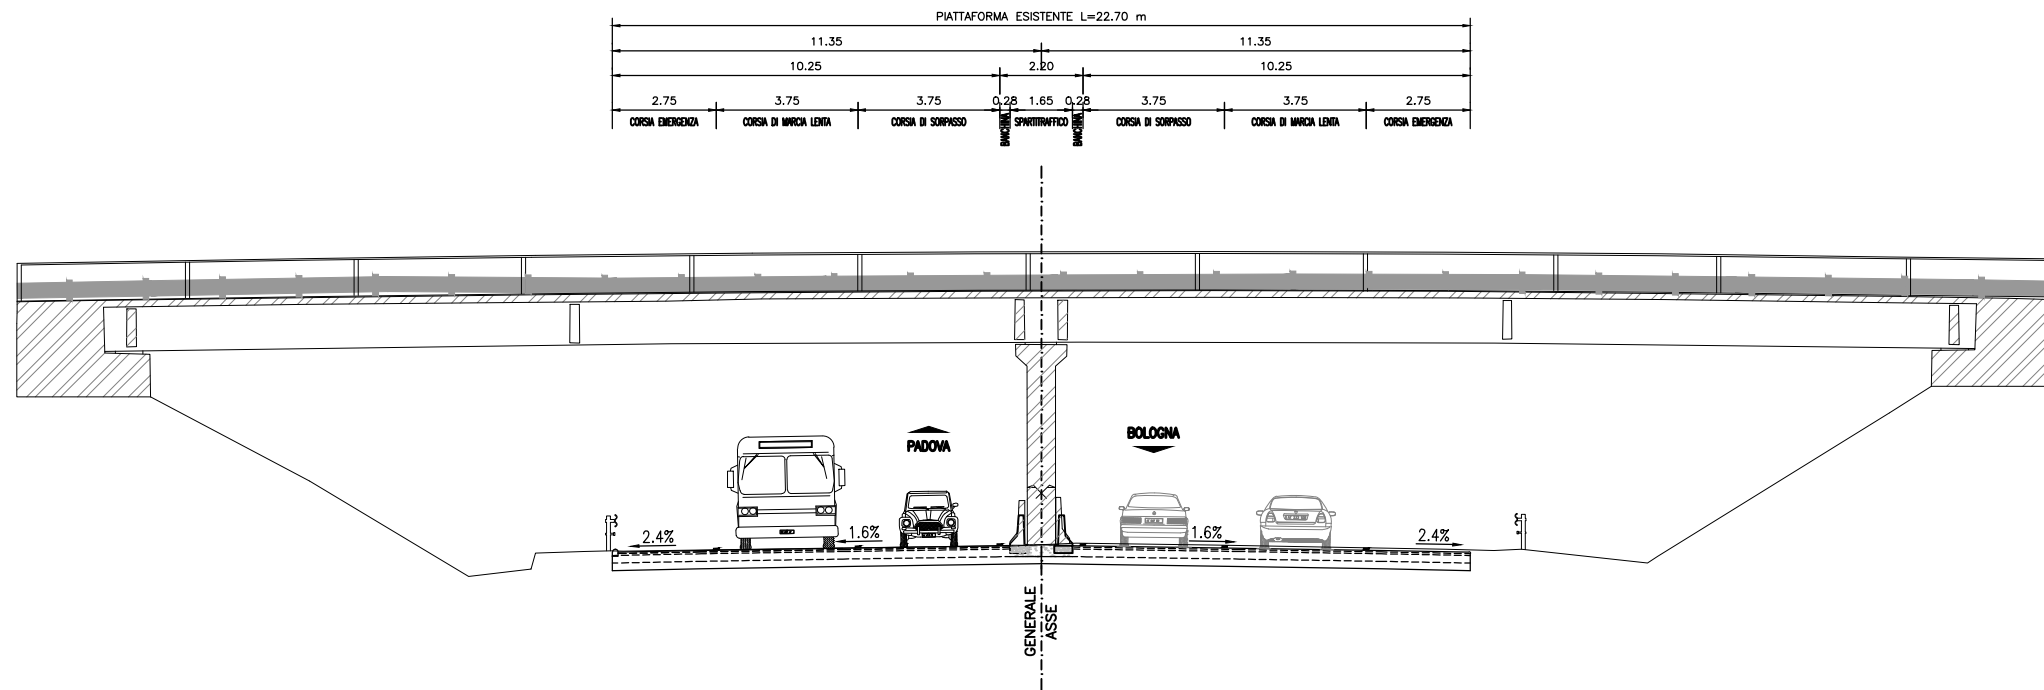 PIATTAFORMA ESISTENTE L=22.70 m
11.35 11.35
10.25 2.20 10.25
2.75 3.75 3.75 0.28 1.65 0.28 3.75 3.75 2.75
CORSIA EMERGENZA CORSIA DI MARCIA LENTA CORSIA DI SORPASSO BANCHINA SPARTITRAFFICO BANCHINA CORSIA DI SORPASSO CORSIA DI MARCIA LENTA CORSIA EMERGENZA
PADOVA BOLOGNA
2.4% 1.6% 1.6% 2.4%
GENERALE
ASSE